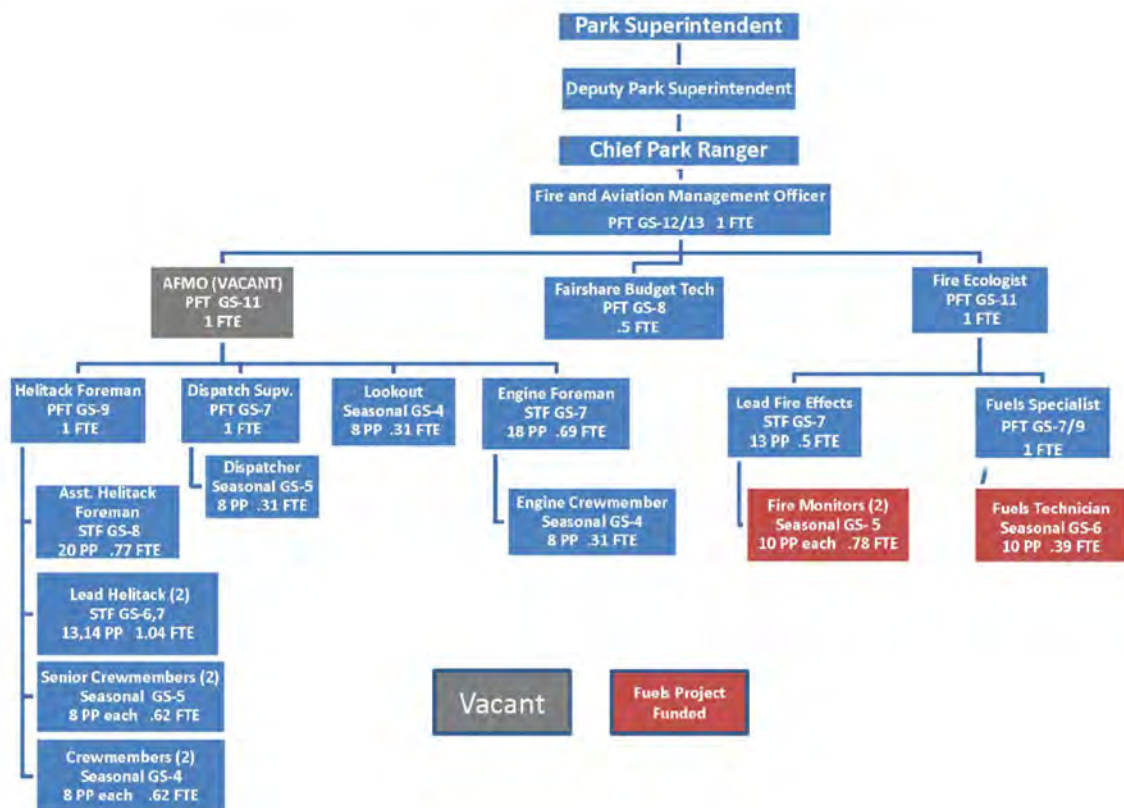 Park Superintendent
Deputy Park Superintendent
Chief Park Ranger
Fire and Aviation Management Officer
PFT GS-12/13 1 FTE
AFMO (VACANT)
PFT GS-11
1 FTE
Fairshare Budget Tech
PFT GS-8
.5 FTE
Fire Ecologist
PFT GS-11
1 FTE
Helitack Foreman
PFT GS-9
1 FTE
Dispatch Supv.
PFT GS-7
1 FTE
Lookout
Seasonal GS-4
8 PP .31 FTE
Engine Foreman
STF GS-7
18 PP .69 FTE
Lead Fire Effects
STF GS-7
13 PP .5 FTE
Fuels Specialist
PFT GS-7/9
1 FTE
Asst. Helitack
Foreman
STF GS-8
20 PP .77 FTE
Dispatcher
Seasonal GS-5
8 PP .31 FTE
Engine Crewmember
Seasonal GS-4
8 PP .31 FTE
Fire Monitors (2)
Seasonal GS- 5
10 PP each .78 FTE
Fuels Technician
Seasonal GS-6
10 PP .39 FTE
Lead Helitack (2)
STF GS-6,7
13,14 PP 1.04 FTE
Senior Crewmembers (2)
Seasonal GS-5
8 PP each .62 FTE
Crewmembers (2)
Seasonal GS-4
8 PP each .62 FTE
Vacant
Fuels Project
Funded